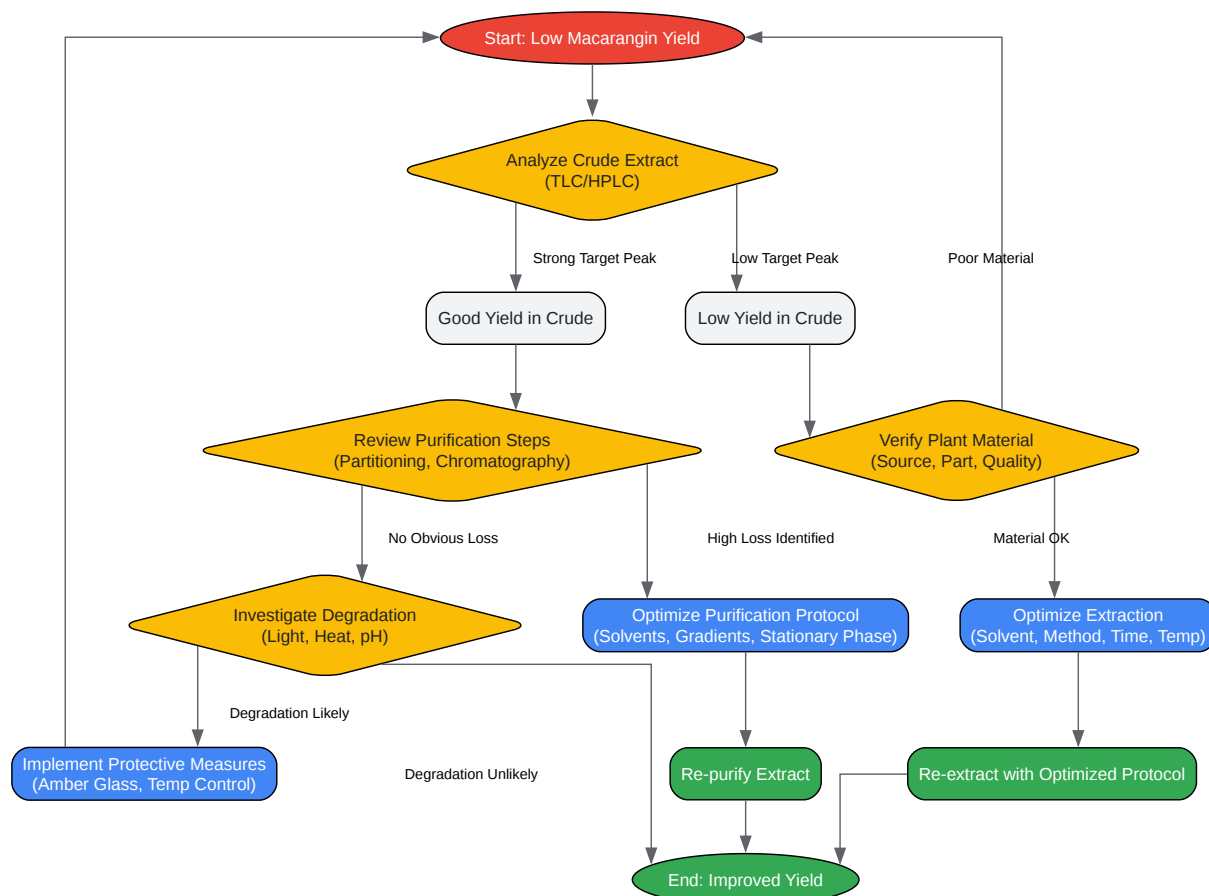 Start: Low Macarangin Yield
Analyze Crude Extract
(TLC/HPLC)
Strong Target Peak
Low Target Peak
Poor Material
Good Yield in Crude
Low Yield in Crude
Review Purification Steps
(Partitioning, Chromatography)
Verify Plant Material
(Source, Part, Quality)
No Obvious Loss
High Loss Identified
Material OK
Investigate Degradation
(Light, Heat, pH)
Optimize Purification Protocol
(Solvents, Gradients, Stationary Phase)
Optimize Extraction
(Solvent, Method, Time, Temp)
Degradation Likely
Implement Protective Measures
(Amber Glass, Temp Control)
Degradation Unlikely
Re-purify Extract
Re-extract with Optimized Protocol
End: Improved Yield